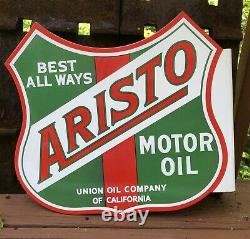 BEST
ALL WAYS
ARISTO
MOTOR
OIL
UNION OIL COMPANY
OF CALIFORNIA